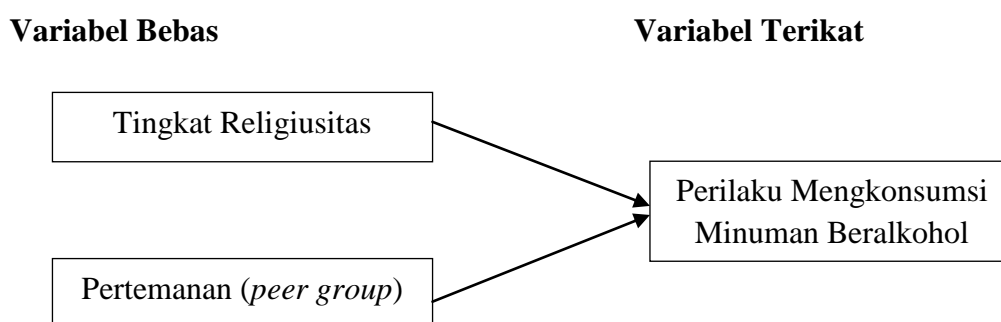 Variabel Bebas
Variabel Terikat
Tingkat Religiusitas
Perilaku Mengkonsumsi
Minuman Beralkohol
Pertemanan (peer group)